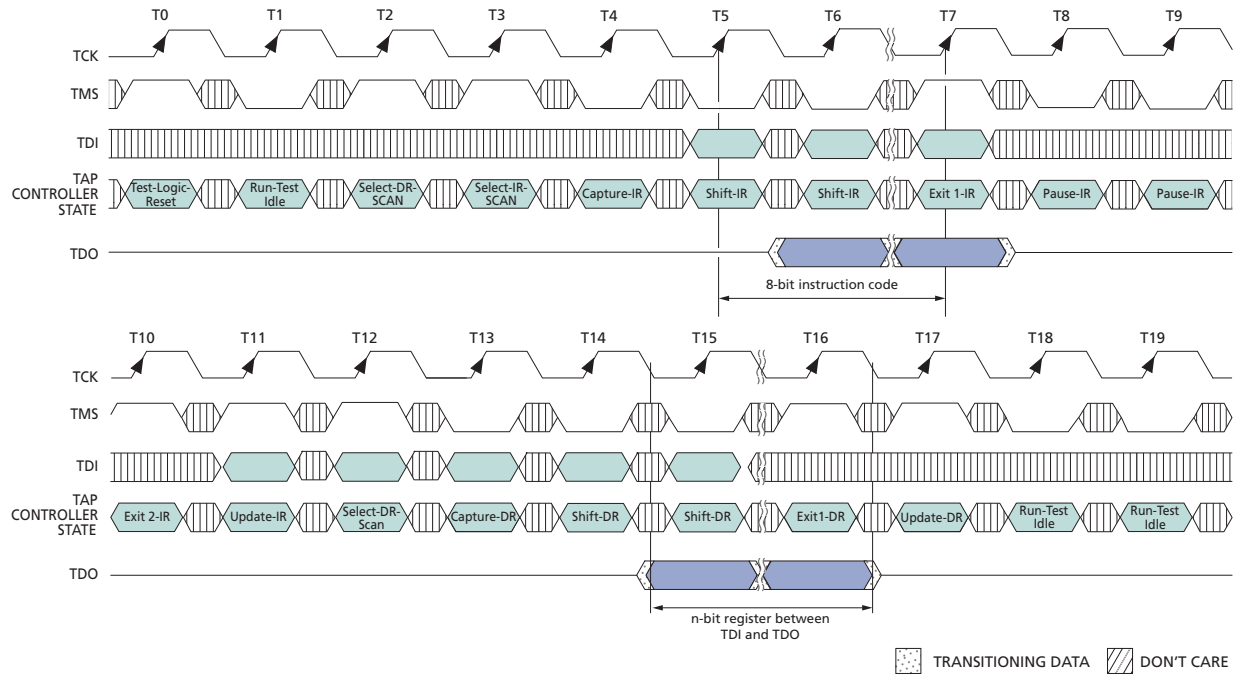 T0 T1 T2 T3 T4 T5 T6 T7 T8 T9
TCK
TMS
TDI
TAP
CONTROLLER
STATE
Test-Logic-
Reset
Run-Test
Idle
Select-DR-
SCAN
Select-IR-
SCAN
Capture-IR
Shift-IR
Shift-IR
Exit 1-IR
Pause-IR
Pause-IR
TDO
8-bit instruction code
T10 T11 T12 T13 T14 T15 T16 T17 T18 T19
TCK
TMS
TDI
TAP
CONTROLLER
STATE
Exit 2-IR
Update-IR
Select-DR-
Scan
Capture-DR
Shift-DR
Shift-DR
Exit1-DR
Update-DR
Run-Test
Idle
Run-Test
Idle
TDO
n-bit register between
TDI and TDO
TRANSITIONING DATA
DON'T CARE